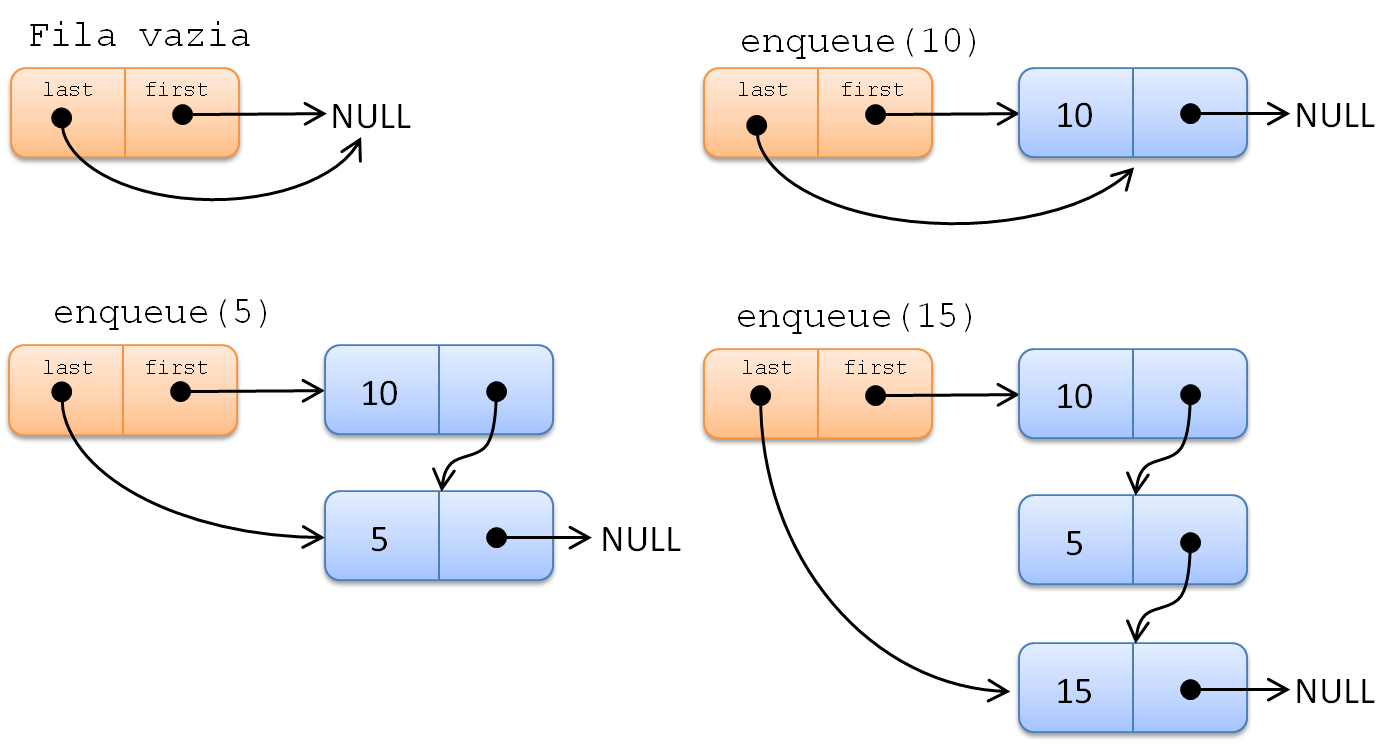 Fila vazia
last first
NULL
enqueue(10)
last first
10
NULL
enqueue(5)
last first
10
5
NULL
enqueue(15)
last first
10
5
15
NULL